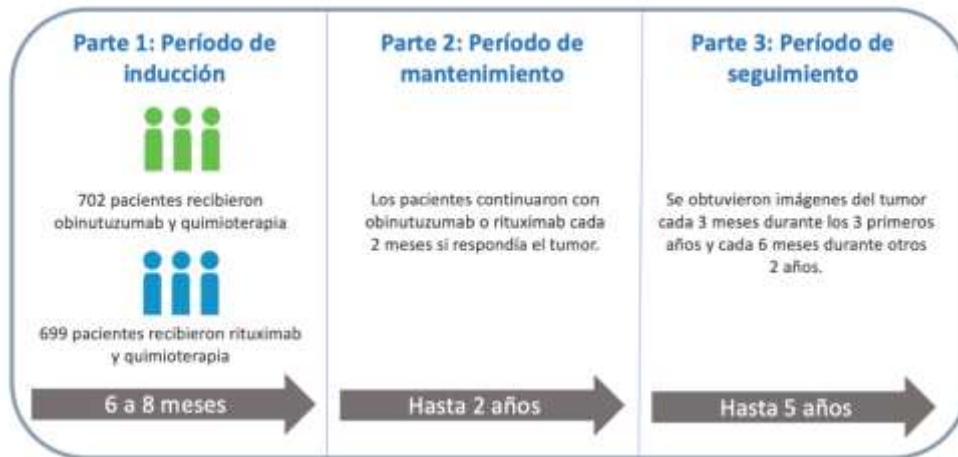 Parte 1: Período de
inducción
702 pacientes recibieron
obinutuzumab y quimioterapia
699 pacientes recibieron rituximab
y quimioterapia
6 a 8 meses
Parte 2: Período de
mantenimiento
Los pacientes continuaron con
obinutuzumab o rituximab cada
2 meses si respondía el tumor.
Hasta 2 años
Parte 3: Período de
seguimiento
Se obtuvieron imágenes del tumor
cada 3 meses durante los 3 primeros
años y cada 6 meses durante otros
2 años.
Hasta 5 años